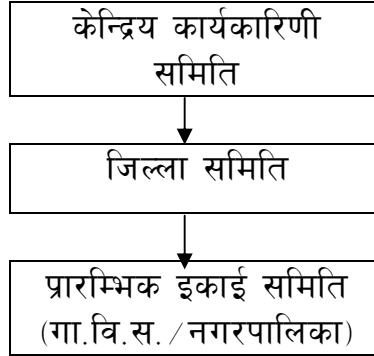 केन्द्रिय कार्यकारिणी
समिति
जिल्ला समिति
प्रारम्भिक इकाई समिति
(गा.वि.स./नगरपालिका)